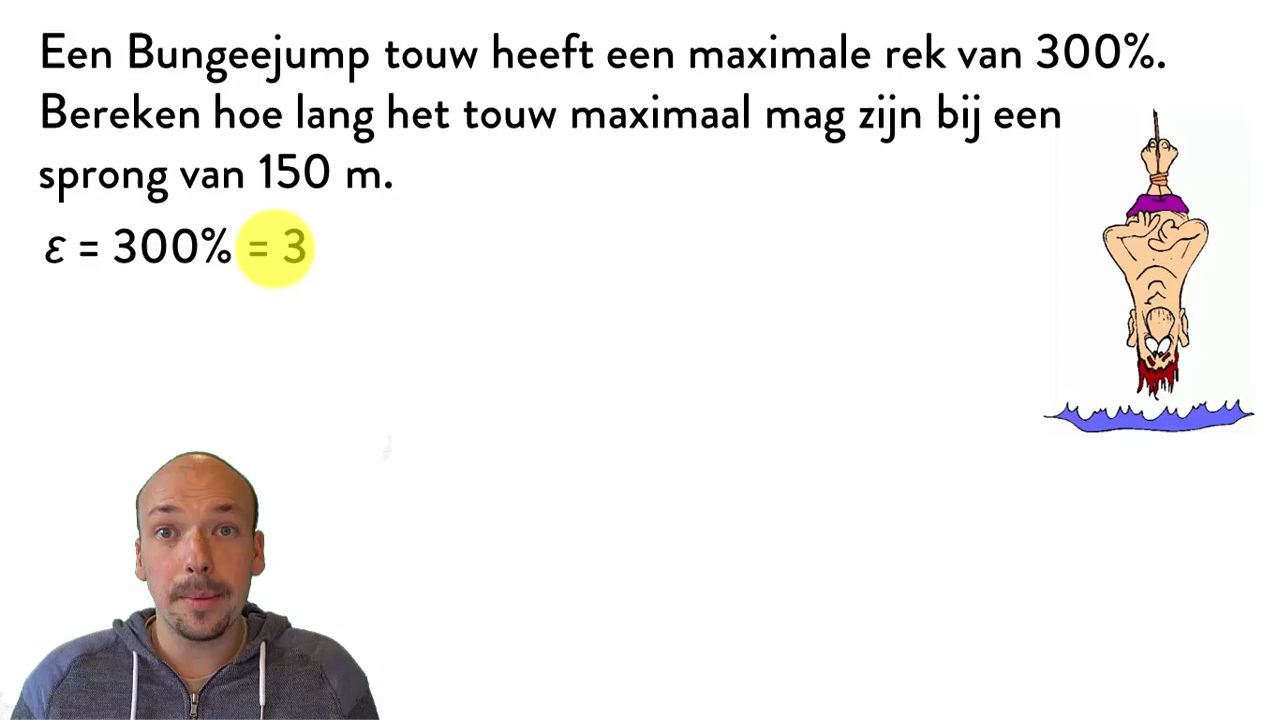 Een Bungeejump touw heeft een maximale rek van 300%.
Bereken hoe lang het touw maximaal mag zijn bij een
sprong van 150 m.
ε = 300% = 3